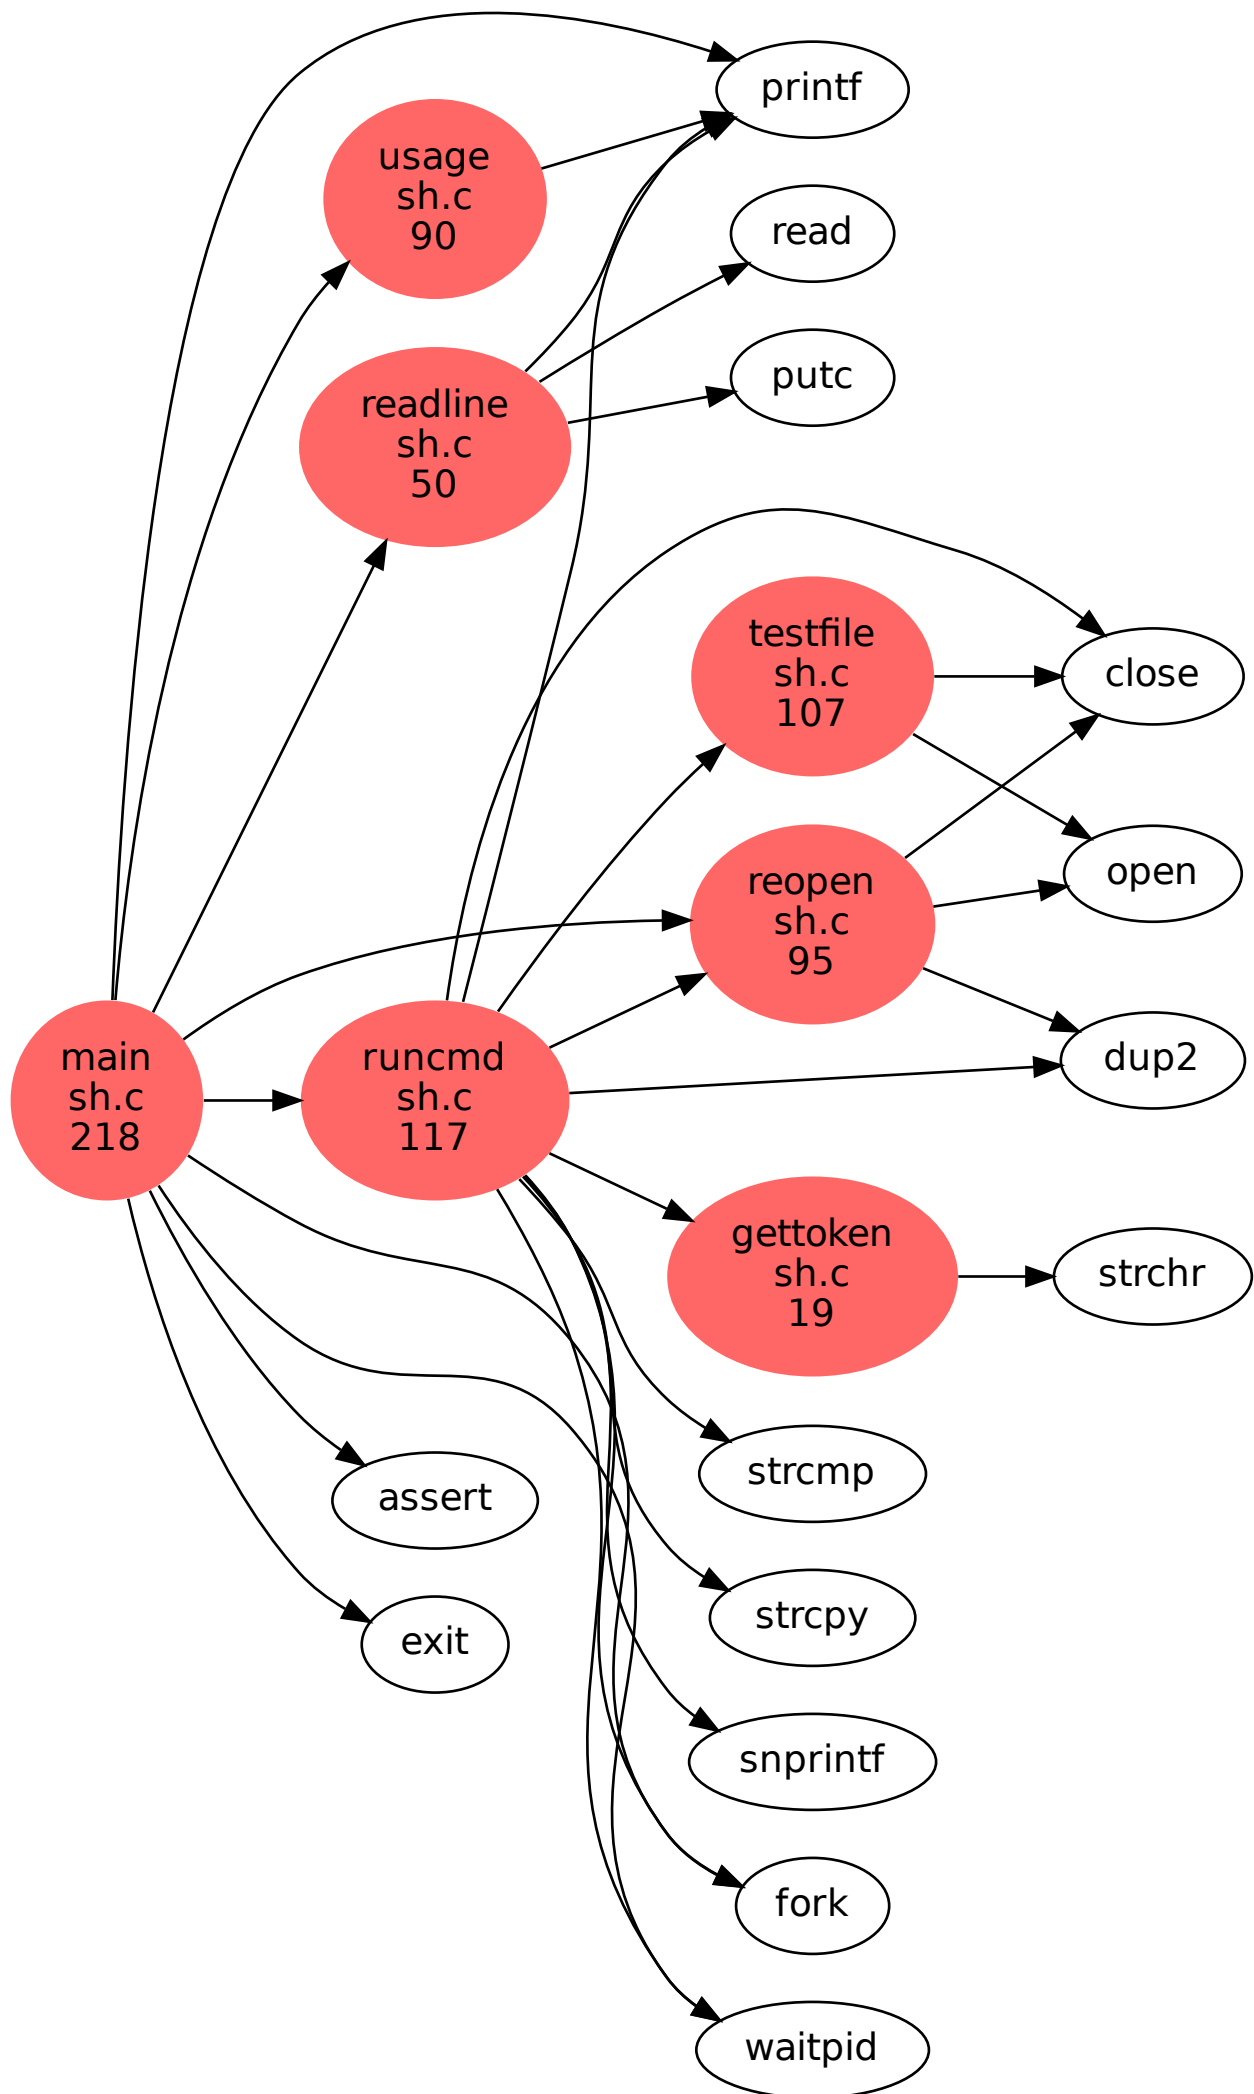 printf
usage
sh.c
90
read
readline
sh.c
50
putc
testfile
sh.c
107
close
reopen
sh.c
95
open
main
sh.c
218
runcmd
sh.c
117
dup2
gettoken
sh.c
19
strchr
assert
strcmp
exit
strcpy
snprintf
fork
waitpid